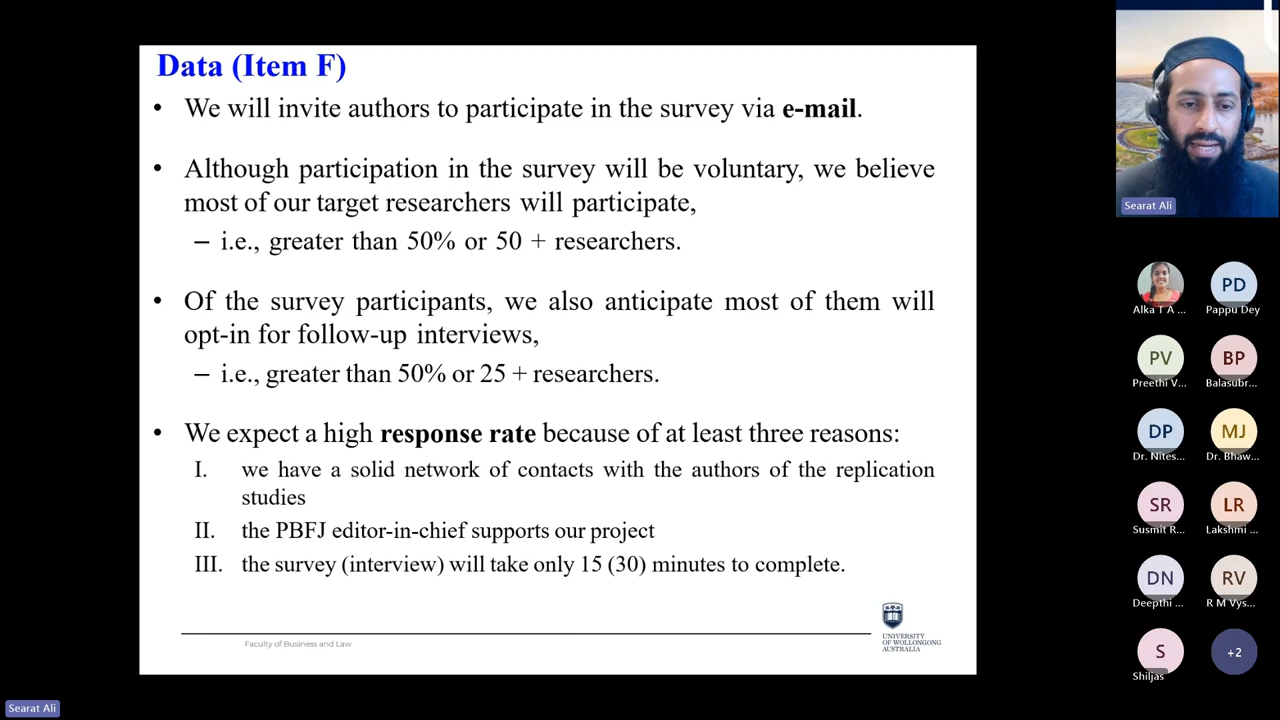 Data (Item F)
• We will invite authors to participate in the survey via e-mail.
• Although participation in the survey will be voluntary, we believe
most of our target researchers will participate,
– i.e., greater than 50% or 50 + researchers.
• Of the survey participants, we also anticipate most of them will
opt-in for follow-up interviews,
– i.e., greater than 50% or 25 + researchers.
• We expect a high response rate because of at least three reasons:
I. we have a solid network of contacts with the authors of the replication
studies
II. the PBFJ editor-in-chief supports our project
III. the survey (interview) will take only 15 (30) minutes to complete.
Faculty of Business and Law
UNIVERSITY
OF WOLLONGONG
AUSTRALIA
Searat Ali
Alka T A ...
PD
Pappu Dey
PV
Preethi V...
BP
Balasubr...
DP
Dr. Nites...
MJ
Dr. Bhaw...
SR
Susmit R...
LR
Lakshmi ...
DN
Deepthi ...
RV
R M Vys...
S
Shiljas
+2
Searat Ali